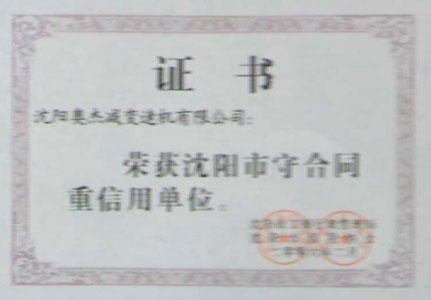 证书
沈阳奥杰减变速机有限公司:
荣获沈阳市守合同
重信用单位。